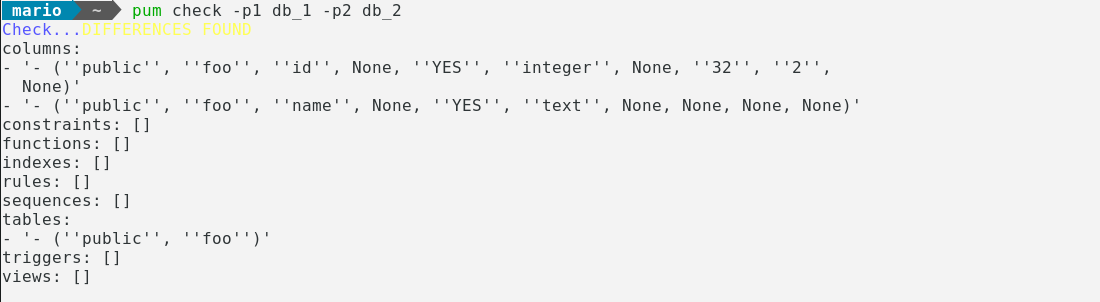 mario ~ pum check -p1 db_1 -p2 db_2
Check...DIFFERENCES FOUND
columns:
- '- (''public'', ''foo'', ''id'', None, ''YES'', ''integer'', None, ''32'', ''2'',
  None)'
- '- (''public'', ''foo'', ''name'', None, ''YES'', ''text'', None, None, None, None)'
constraints: []
functions: []
indexes: []
rules: []
sequences: []
tables:
- '- (''public'', ''foo'')'
triggers: []
views: []